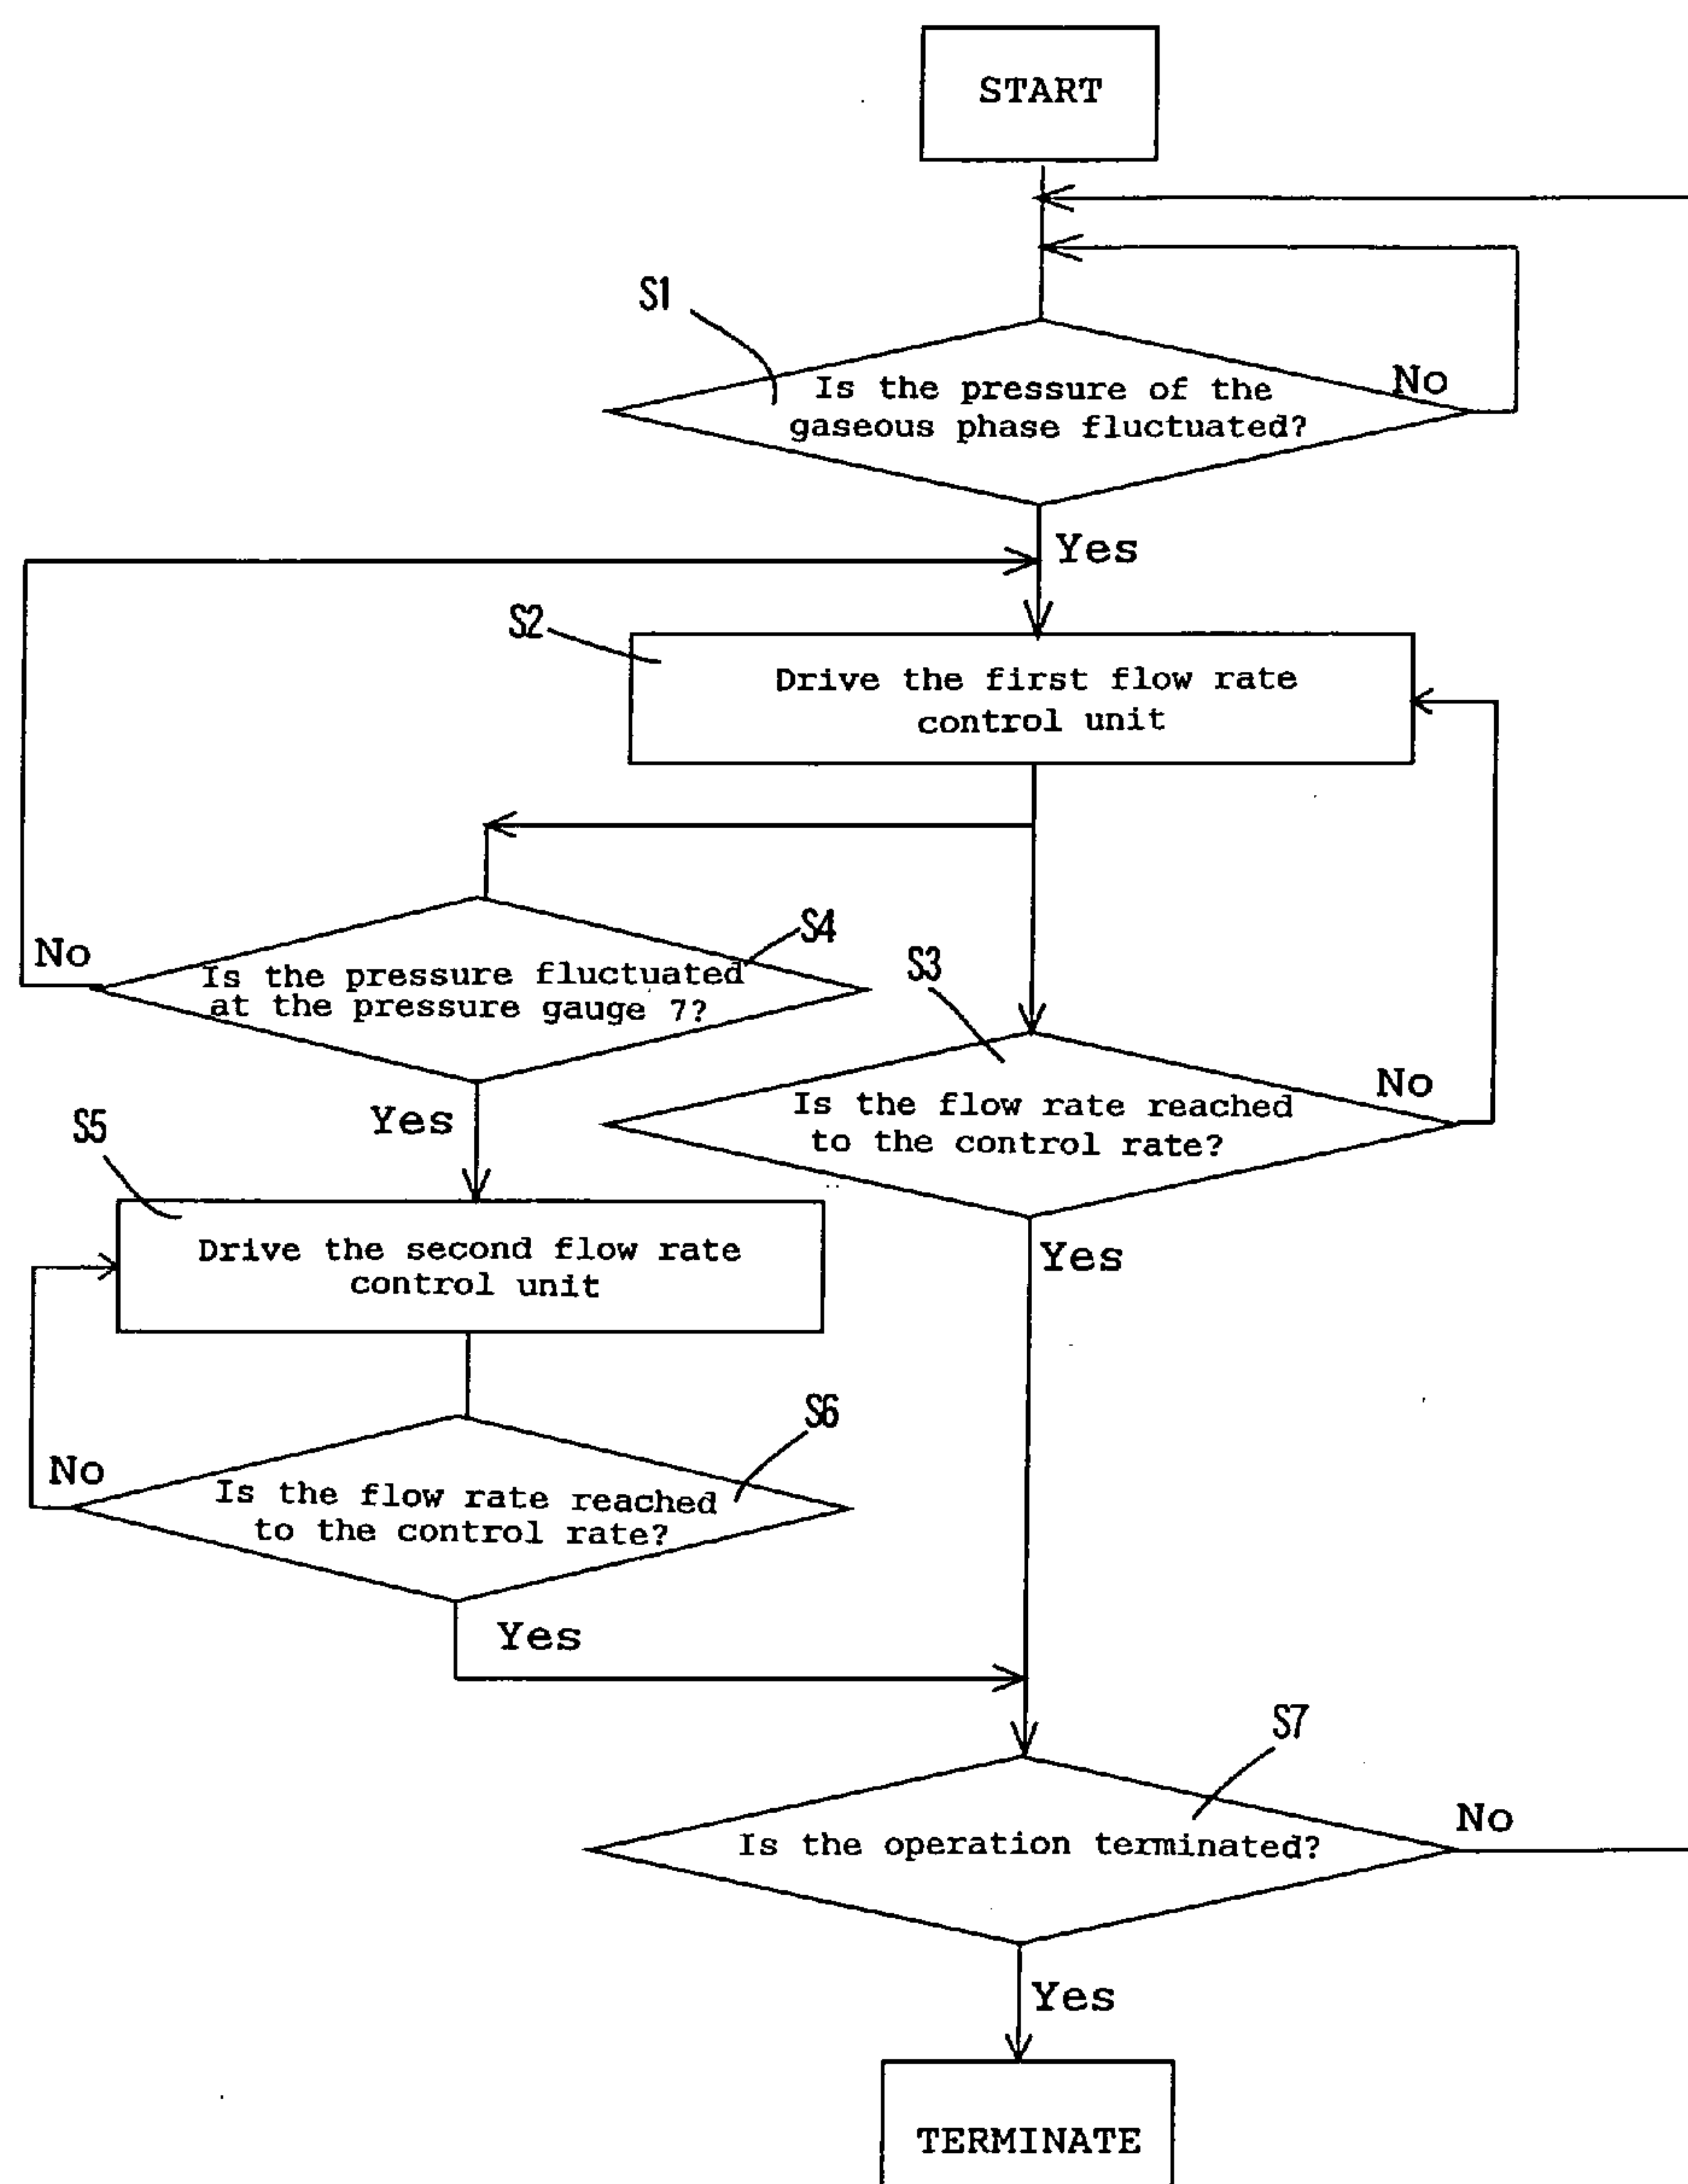 START
S1
Is the pressure of the
gaseous phase fluctuated?
No
Yes
S2
Drive the first flow rate
control unit
S4
No
Is the pressure fluctuated
at the pressure gauge 7?
S3
No
Is the flow rate reached
to the control rate?
Yes
S5
Yes
Drive the second flow rate
control unit
S6
No
Is the flow rate reached
to the control rate?
Yes
S7
No
Is the operation terminated?
Yes
TERMINATE